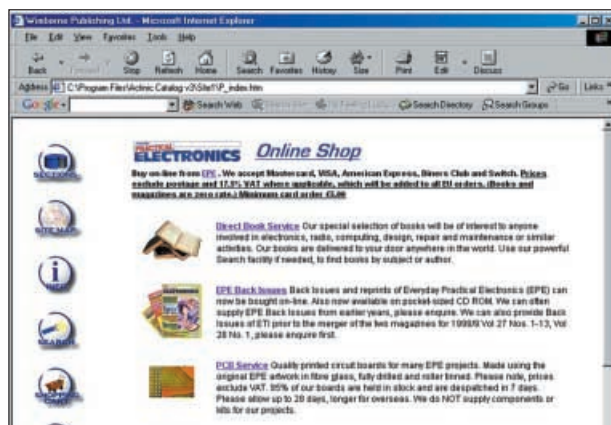 Wimborne Publishing Ltd. - Microsoft Internet Explorer
File Edit View Favorites Tools Help
Back Stop Refresh Home Search Favorites History Size Print Edit Discuss
Address C:\Program Files\Actinic Catalog v3\Site1\P_index.htm Go Links
Google Search Web Search Directory Search Groups
PRACTICAL
ELECTRONICS Online Shop
Buy on-line from EPE. We accept Mastercard, VISA, American Express, Diners Club and Switch. Prices
exclude postage and 17.5% VAT where applicable, which will be added to all EU orders. (Books and
magazines are zero rate.) Minimum card order £5.00
SECTIONS
Direct Book Service Our special selection of books will be of interest to anyone
involved in electronics, radio, computing, design, repair and maintenance or similar
activities. Our books are delivered to your door anywhere in the world. Use our powerful
Search facility if needed, to find books by subject or author.
SITE MAP
INFO
EPE Back Issues Back Issues and reprints of Everyday Practical Electronics (EPE) can
now be bought on-line. Also now available on pocket-sized CD ROM. We can often
supply EPE Back Issues from earlier years, please enquire. We can also provide Back
Issues of ETI prior to the merger of the two magazines for 1998/9 Vol 27 Nos. 1-13, Vol
28 No. 1, please enquire first.
SEARCH
PCB Service Quality printed circuit boards for many EPE projects. Made using the
original EPE artwork in fibre glass, fully drilled and roller tinned. Please note, prices
exclude VAT. 95% of our boards are held in stock and are despatched in 7 days.
Please allow up to 28 days, longer for overseas. We do NOT supply components or
kits for our projects.